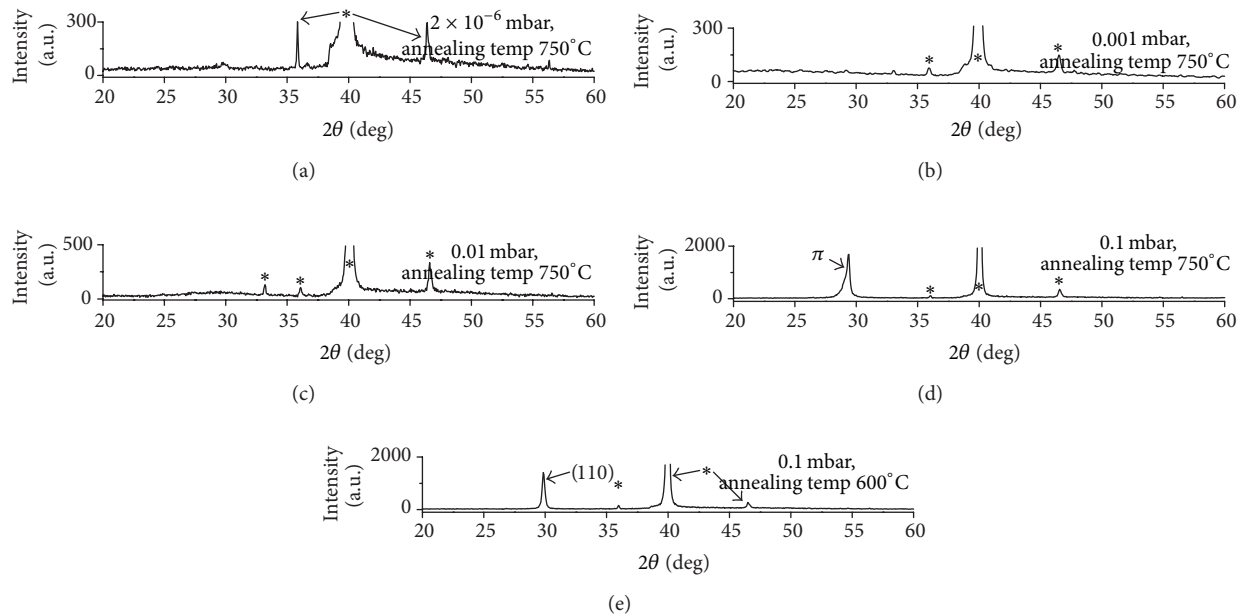 Intensity
(a.u.)
300
0
*
2 × 10⁻⁶ mbar,
annealing temp 750°C
20 25 30 35 40 45 50 55 60
2θ (deg)
(a)
Intensity
(a.u.)
300
0
* * *
0.001 mbar,
annealing temp 750°C
20 25 30 35 40 45 50 55 60
2θ (deg)
(b)
Intensity
(a.u.)
500
0
* * * *
0.01 mbar,
annealing temp 750°C
20 25 30 35 40 45 50 55 60
2θ (deg)
(c)
Intensity
(a.u.)
2000
0
π
* * *
0.1 mbar,
annealing temp 750°C
20 25 30 35 40 45 50 55 60
2θ (deg)
(d)
Intensity
(a.u.)
2000
0
(110)
* *
0.1 mbar,
annealing temp 600°C
20 25 30 35 40 45 50 55 60
2θ (deg)
(e)